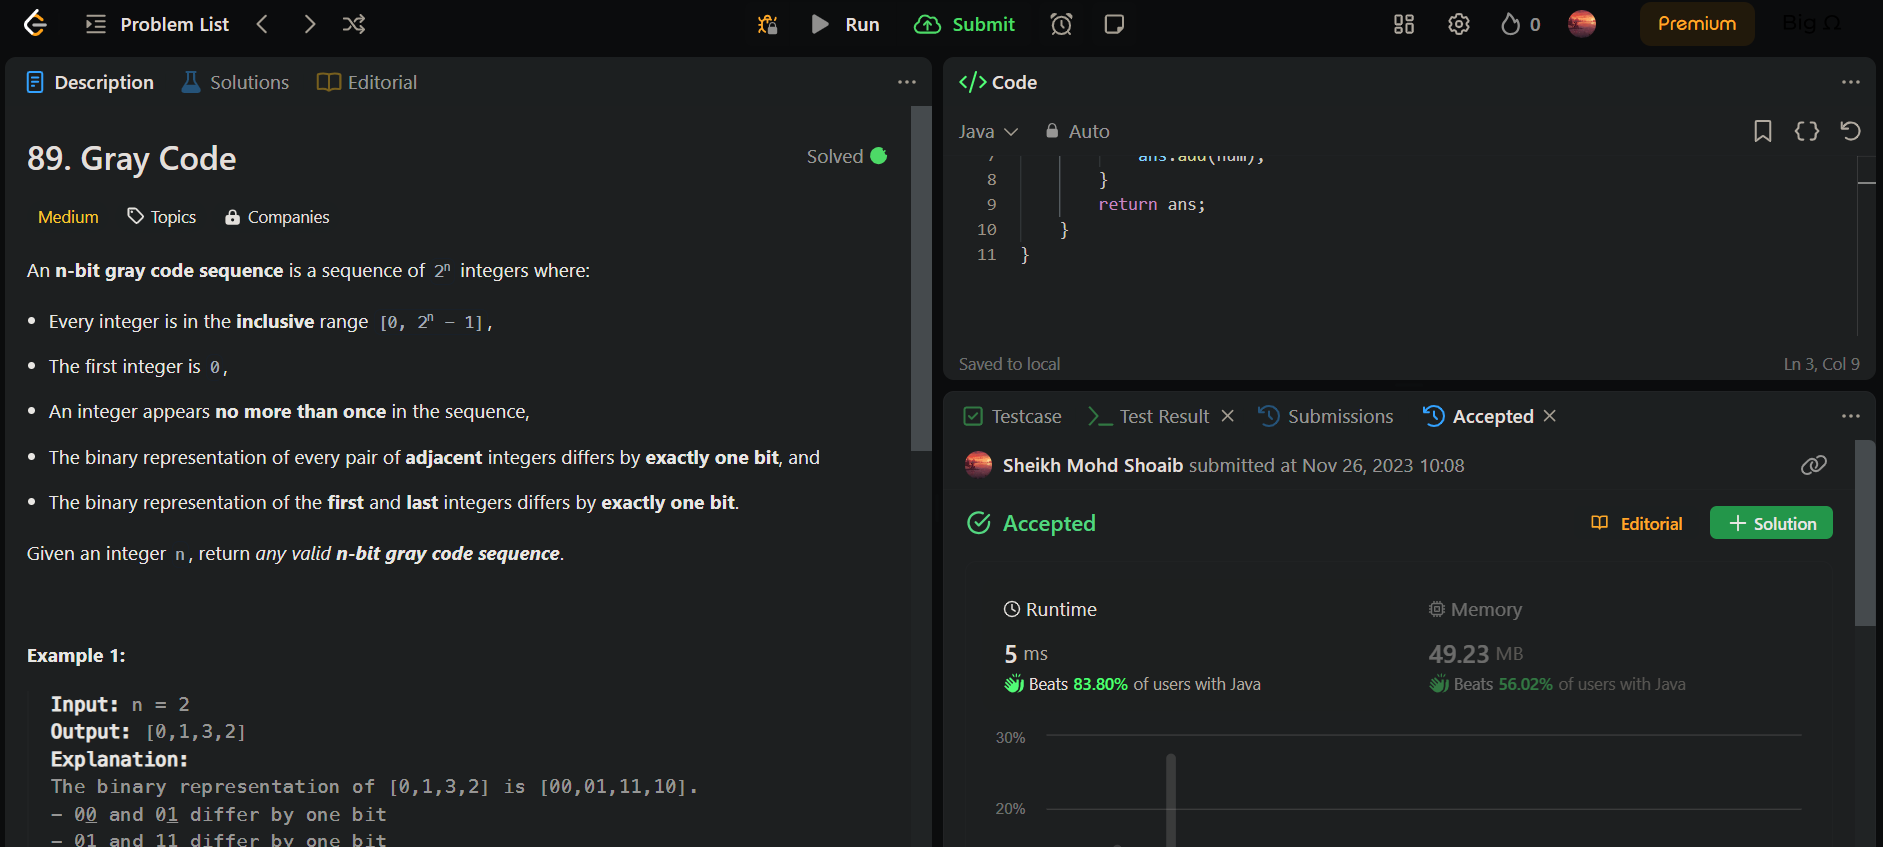 Problem List Run Submit 0 Premium Big Ω
Description Solutions Editorial
89. Gray Code
Solved
Medium Topics Companies
An n-bit gray code sequence is a sequence of 2ⁿ integers where:
• Every integer is in the inclusive range [0, 2ⁿ - 1],
• The first integer is 0,
• An integer appears no more than once in the sequence,
• The binary representation of every pair of adjacent integers differs by exactly one bit, and
• The binary representation of the first and last integers differs by exactly one bit.
Given an integer n, return any valid n-bit gray code sequence.
Example 1:
Input: n = 2
Output: [0,1,3,2]
Explanation:
The binary representation of [0,1,3,2] is [00,01,11,10].
- 00 and 01 differ by one bit
- 01 and 11 differ by one bit
</> Code
Java Auto
7 ans.add(num);
8 }
9 return ans;
10 }
11 }
Saved to local Ln 3, Col 9
Testcase Test Result Submissions Accepted
Sheikh Mohd Shoaib submitted at Nov 26, 2023 10:08
Accepted Editorial + Solution
Runtime
5 ms
Beats 83.80% of users with Java
Memory
49.23 MB
Beats 56.02% of users with Java
30%
20%